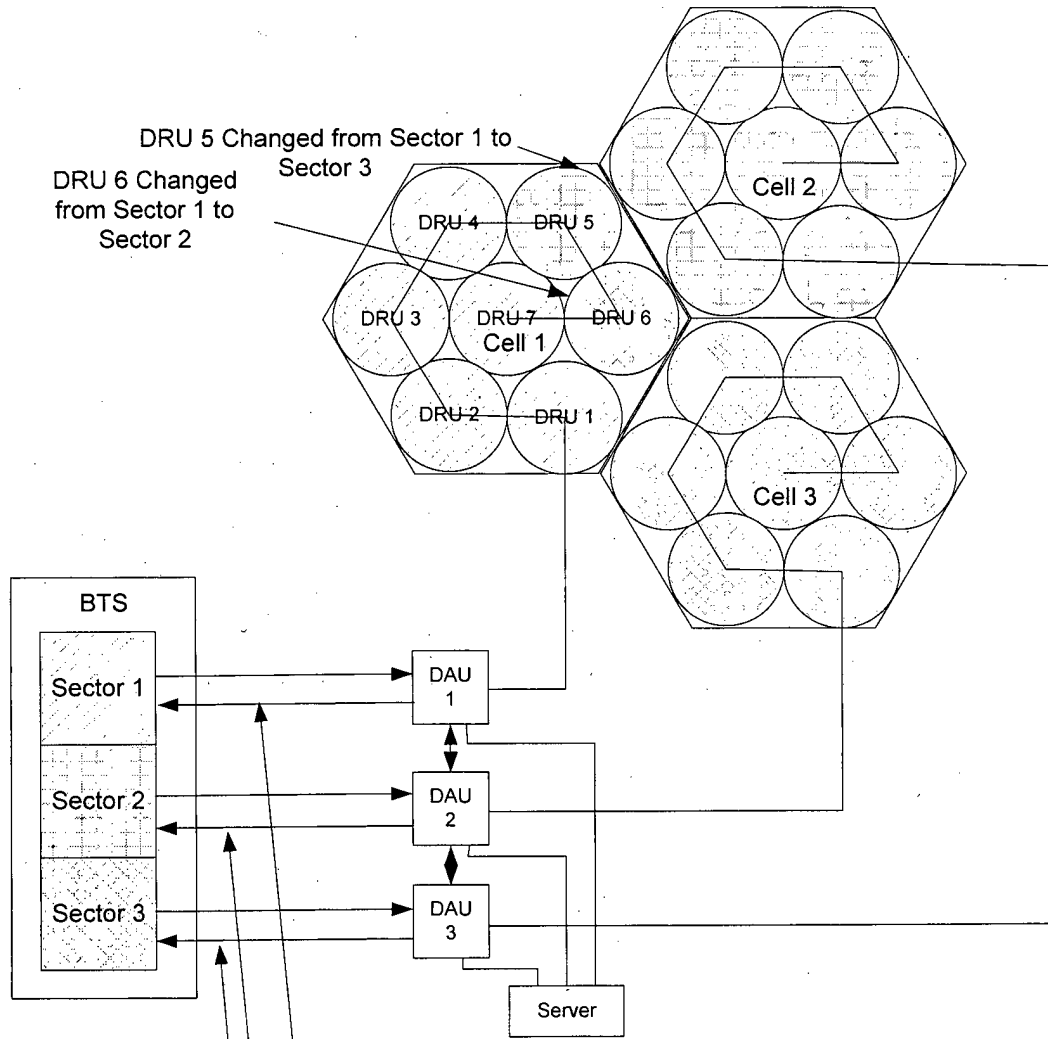 DRU 5 Changed from Sector 1 to
Sector 3
DRU 6 Changed
from Sector 1 to
Sector 2
Cell 2
DRU 4
DRU 5
DRU 3
DRU 7
DRU 6
Cell 1
DRU 2
DRU 1
Cell 3
BTS
Sector 1
Sector 2
Sector 3
DAU
1
DAU
2
DAU
3
Server